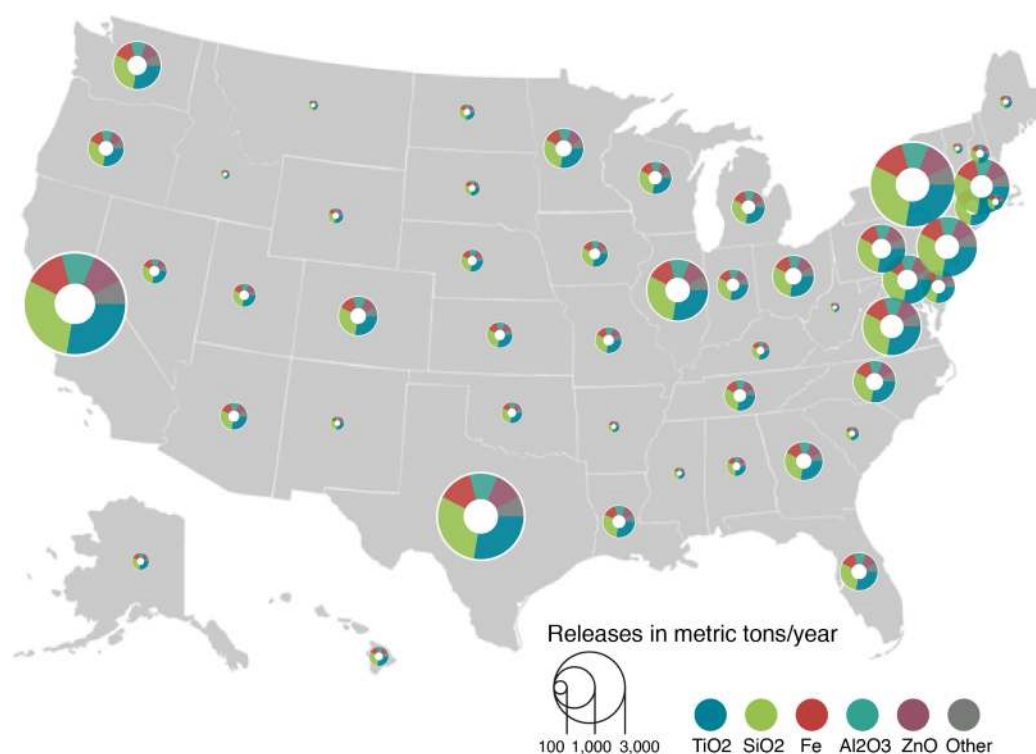 Releases in metric tons/year
100 1,000 3,000
TiO2 SiO2 Fe Al2O3 ZnO Other